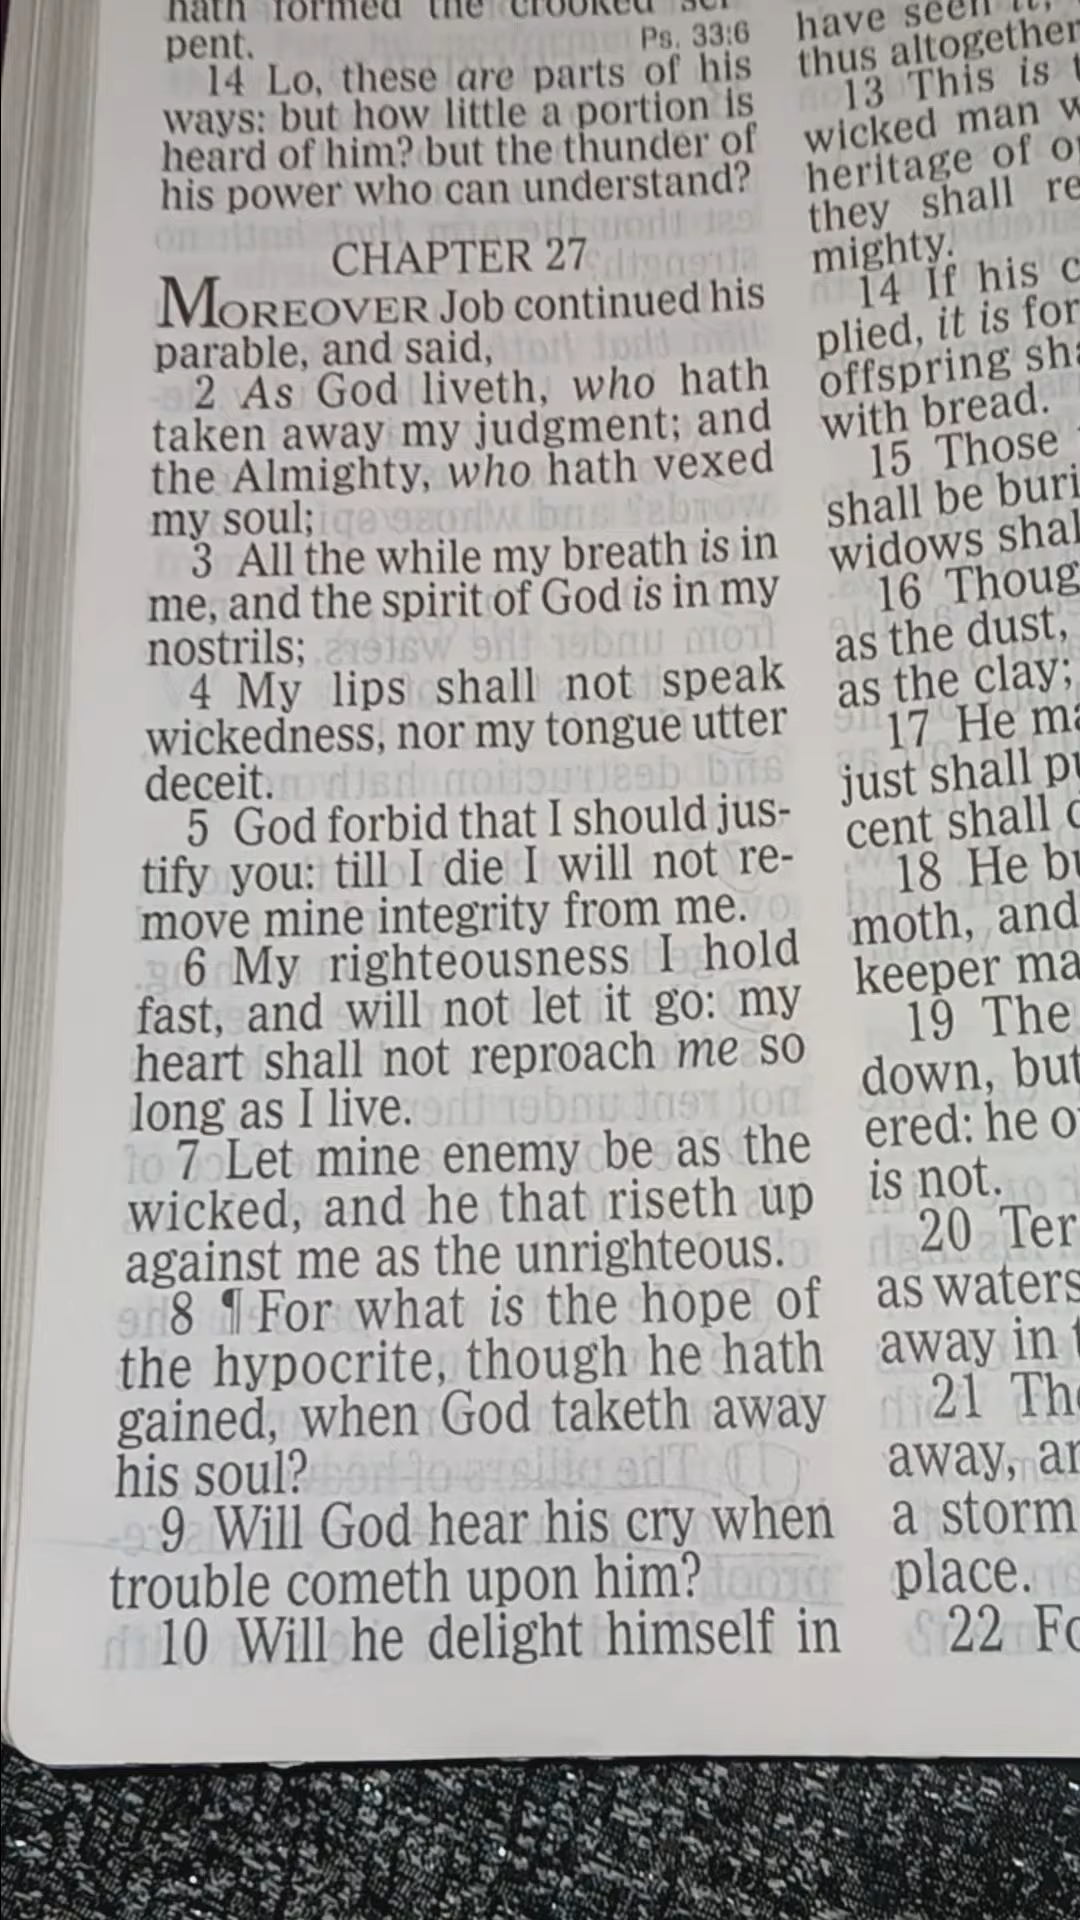 hath formed the crooked ser-
pent. Ps. 33:6
14 Lo, these are parts of his
ways: but how little a portion is
heard of him? but the thunder of
his power who can understand?
CHAPTER 27
MOREOVER Job continued his
parable, and said,
2 As God liveth, who hath
taken away my judgment; and
the Almighty, who hath vexed
my soul;
3 All the while my breath is in
me, and the spirit of God is in my
nostrils;
4 My lips shall not speak
wickedness, nor my tongue utter
deceit.
5 God forbid that I should jus-
tify you: till I die I will not re-
move mine integrity from me.
6 My righteousness I hold
fast, and will not let it go: my
heart shall not reproach me so
long as I live.
7 Let mine enemy be as the
wicked, and he that riseth up
against me as the unrighteous.
8 ¶ For what is the hope of
the hypocrite, though he hath
gained, when God taketh away
his soul?
9 Will God hear his cry when
trouble cometh upon him?
10 Will he delight himself in
have seen it;
thus altogether
13 This is
wicked man
heritage of
they shall
mighty.
14 If his
plied, it is for
offspring
with bread.
15 Those
shall be
widows
16
as the dust,
as the clay;
17 He
just shall
cent shall
18 He
moth, and
keeper
19 The
down, but
ered: he
is not.
20
as waters
away in
21
away,
a storm
place.
22